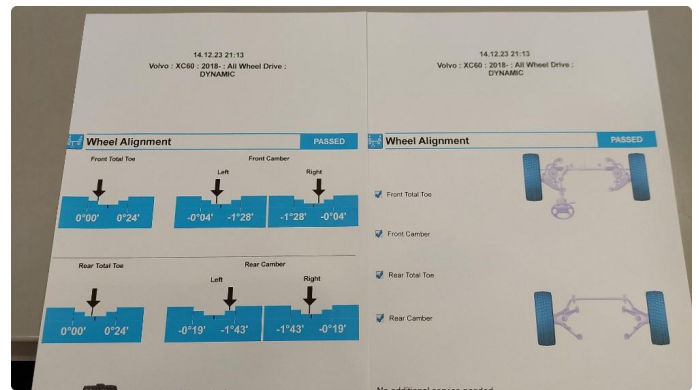 14.12.23 21:13
Volvo : XC60 : 2018- : All Wheel Drive :
DYNAMIC
Wheel Alignment PASSED
Front Total Toe Front Camber
Left Right
0°00' 0°24' -0°04' -1°28' -1°28' -0°04'
Rear Total Toe Rear Camber
Left Right
0°00' 0°24' -0°19' -1°43' -1°43' -0°19'
14.12.23 21:13
Volvo : XC60 : 2018- : All Wheel Drive :
DYNAMIC
Wheel Alignment PASSED
Front Total Toe
Front Camber
Rear Total Toe
Rear Camber
No additional service needed